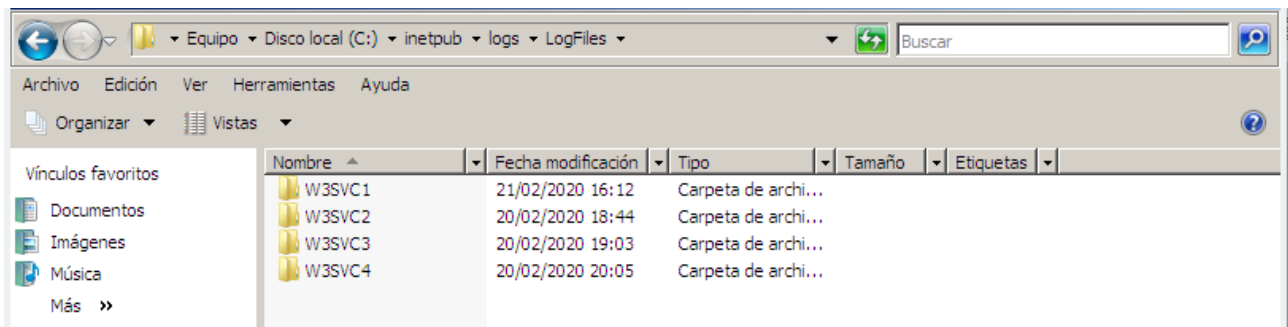 Equipo Disco local (C:) inetpub logs LogFiles Buscar
Archivo Edición Ver Herramientas Ayuda
Organizar Vistas
Vínculos favoritos
Documentos
Imágenes
Música
Más »
Nombre Fecha modificación Tipo Tamaño Etiquetas
W3SVC1 21/02/2020 16:12 Carpeta de archi...
W3SVC2 20/02/2020 18:44 Carpeta de archi...
W3SVC3 20/02/2020 19:03 Carpeta de archi...
W3SVC4 20/02/2020 20:05 Carpeta de archi...